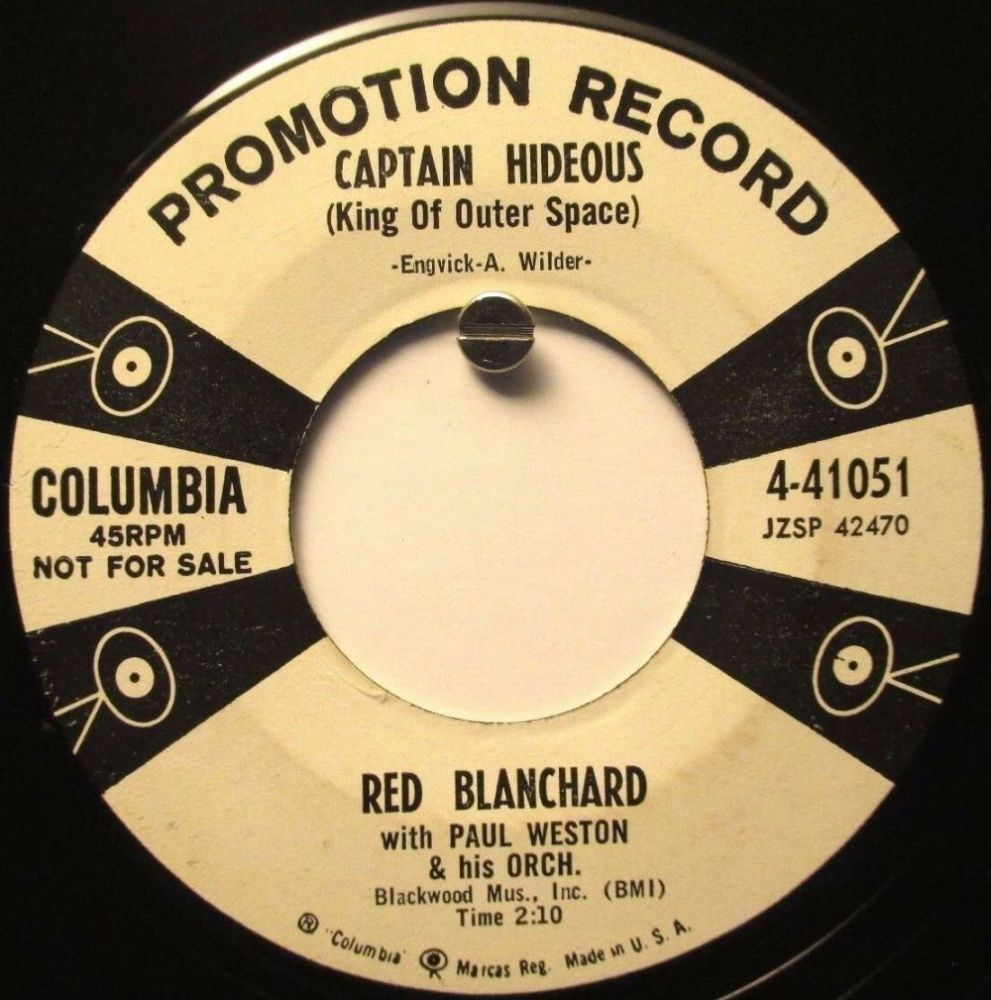 PROMOTION RECORD
CAPTAIN HIDEOUS
(King Of Outer Space)
-Engvick-A. Wilder-
COLUMBIA
45RPM
NOT FOR SALE
4-41051
JZSP 42470
RED BLANCHARD
with PAUL WESTON
& his ORCH.
Blackwood Mus., Inc. (BMI)
Time 2:10
® "Columbia" Marcas Reg. Made in U. S. A.